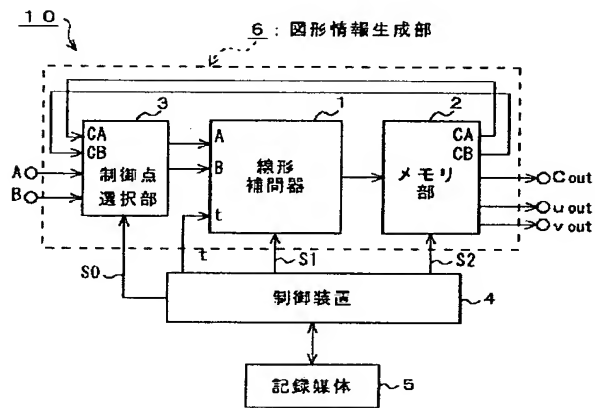 10
6:図形情報生成部
3
1
2
CA
CB
A
B
制御点
選択部
A
B
t
線形
補間器
メモリ
部
CA
CB
Cout
uout
vout
S0
t
S1
S2
制御装置
4
記録媒体
5